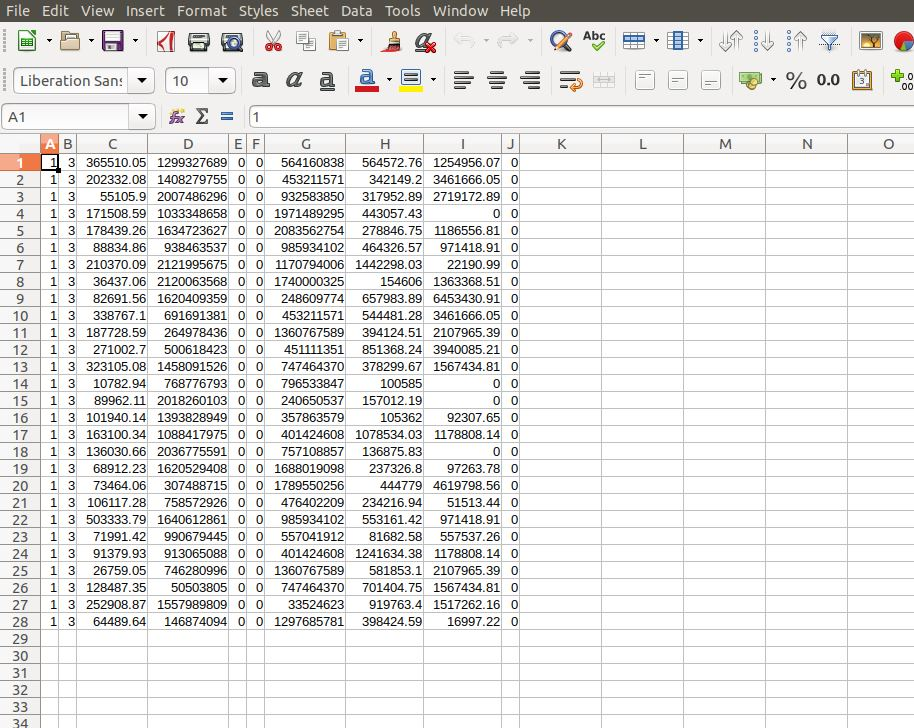 File Edit View Insert Format Styles Sheet Data Tools Window Help
Abc
Liberation Sans 10 a a a a % 0.0 3 .00
A1 fx Σ = 1
A B C D E F G H I J K L M N O
1 1 3 365510.05 1299327689 0 0 564160838 564572.76 1254956.07 0
2 1 3 202332.08 1408279755 0 0 453211571 342149.2 3461666.05 0
3 1 3 55105.9 2007486296 0 0 932583850 317952.89 2719172.89 0
4 1 3 171508.59 1033348658 0 0 1971489295 443057.43 0 0
5 1 3 178439.26 1634723627 0 0 2083562754 278846.75 1186556.81 0
6 1 3 88834.86 938463537 0 0 985934102 464326.57 971418.91 0
7 1 3 210370.09 2121995675 0 0 1170794006 1442298.03 22190.99 0
8 1 3 36437.06 2120063568 0 0 1740000325 154606 1363368.51 0
9 1 3 82691.56 1620409359 0 0 248609774 657983.89 6453430.91 0
10 1 3 338767.1 691691381 0 0 453211571 544481.28 3461666.05 0
11 1 3 187728.59 264978436 0 0 1360767589 394124.51 2107965.39 0
12 1 3 271002.7 500618423 0 0 451111351 851368.24 3940085.21 0
13 1 3 323105.08 1458091526 0 0 747464370 378299.67 1567434.81 0
14 1 3 10782.94 768776793 0 0 796533847 100585 0 0
15 1 3 89962.11 2018260103 0 0 240650537 157012.19 0 0
16 1 3 101940.14 1393828949 0 0 357863579 105362 92307.65 0
17 1 3 163100.34 1088417975 0 0 401424608 1078534.03 1178808.14 0
18 1 3 136030.66 2036775591 0 0 757108857 136875.83 0 0
19 1 3 68912.23 1620529408 0 0 1688019098 237326.8 97263.78 0
20 1 3 73464.06 307488715 0 0 1789550256 444779 4619798.56 0
21 1 3 106117.28 758572926 0 0 476402209 234216.94 51513.44 0
22 1 3 503333.79 1640612861 0 0 985934102 553161.42 971418.91 0
23 1 3 71991.42 990679445 0 0 557041912 81682.58 557537.26 0
24 1 3 91379.93 913065088 0 0 401424608 1241634.38 1178808.14 0
25 1 3 26759.05 746280996 0 0 1360767589 581853.1 2107965.39 0
26 1 3 128487.35 50503805 0 0 747464370 701404.75 1567434.81 0
27 1 3 252908.87 1557989809 0 0 33524623 919763.4 1517262.16 0
28 1 3 64489.64 146874094 0 0 1297685781 398424.59 16997.22 0
29
30
31
32
33
34